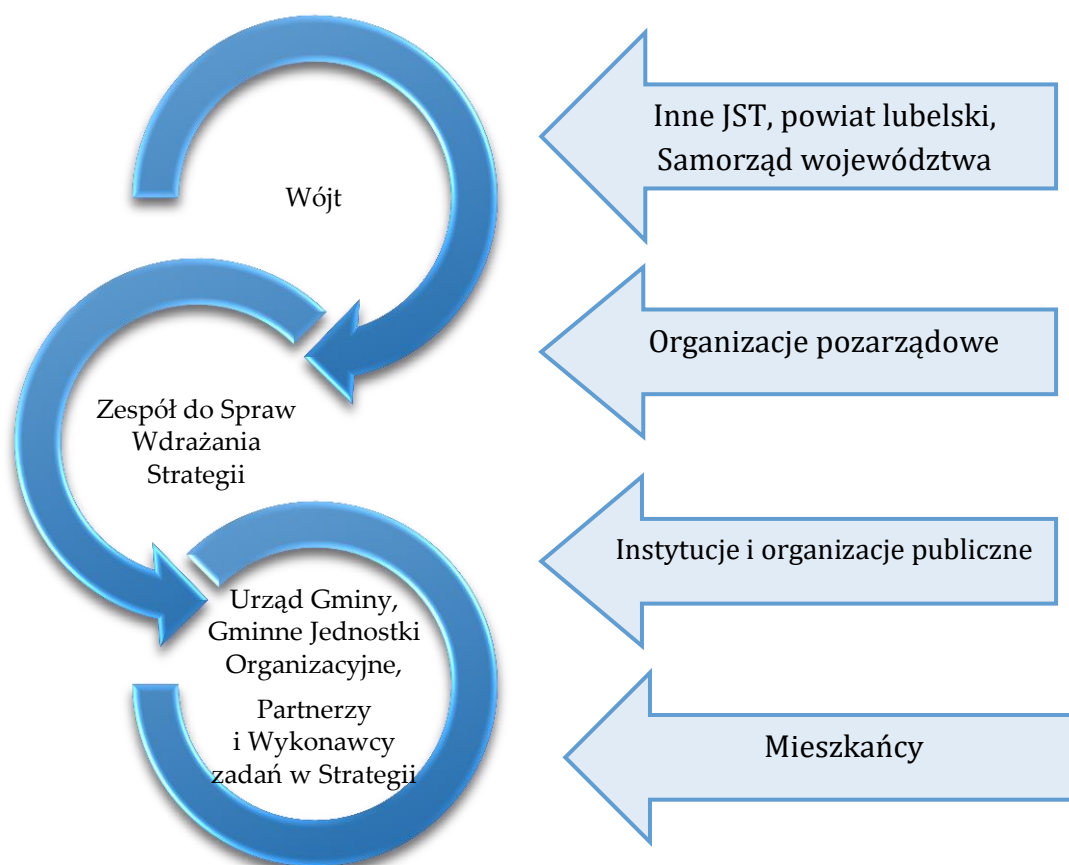 Wójt
Zespół do Spraw
Wdrażania
Strategii
Urząd Gminy,
Gminne Jednostki
Organizacyjne,
Partnerzy
i Wykonawcy
zadań w Strategii
Inne JST, powiat lubelski,
Samorząd województwa
Organizacje pozarządowe
Instytucje i organizacje publiczne
Mieszkańcy